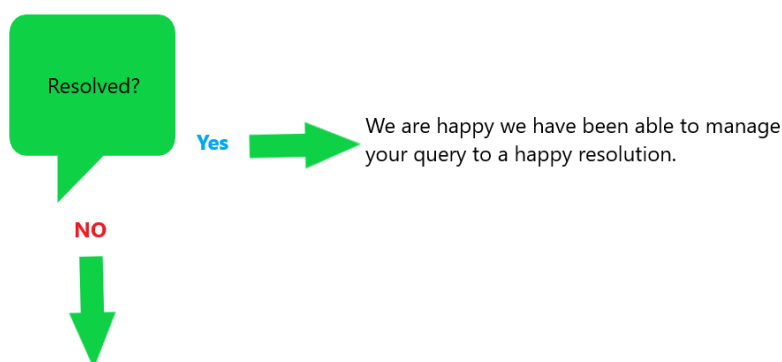 Resolved?
Yes
We are happy we have been able to manage
your query to a happy resolution.
NO